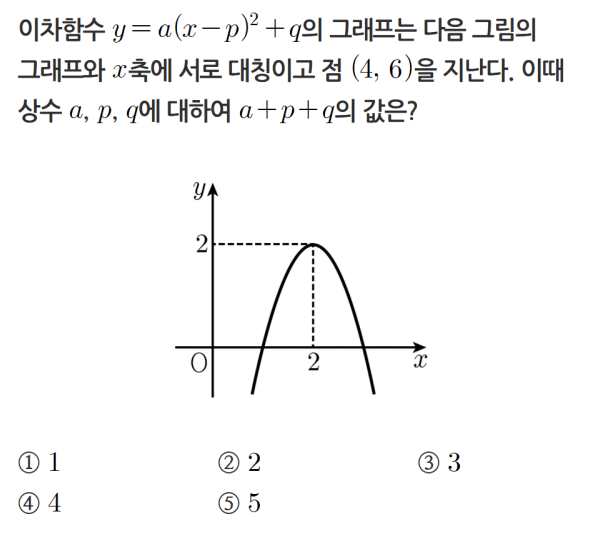 이차함수 y=a(x-p)²+q의 그래프는 다음 그림의
그래프와 x축에 서로 대칭이고 점 (4, 6)을 지난다. 이때
상수 a, p, q에 대하여 a+p+q의 값은?
y
2
O 2 x
① 1 ② 2 ③ 3
④ 4 ⑤ 5